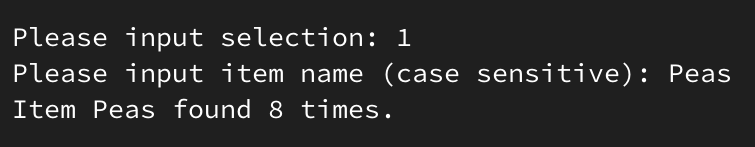 Please input selection: 1
Please input item name (case sensitive): Peas
Item Peas found 8 times.